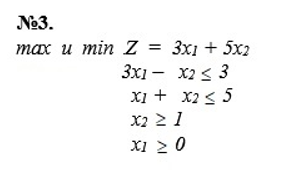 №3.
max и min Z = 3x₁ + 5x₂
3x₁ – x₂ ≤ 3
x₁ + x₂ ≤ 5
x₂ ≥ 1
x₁ ≥ 0